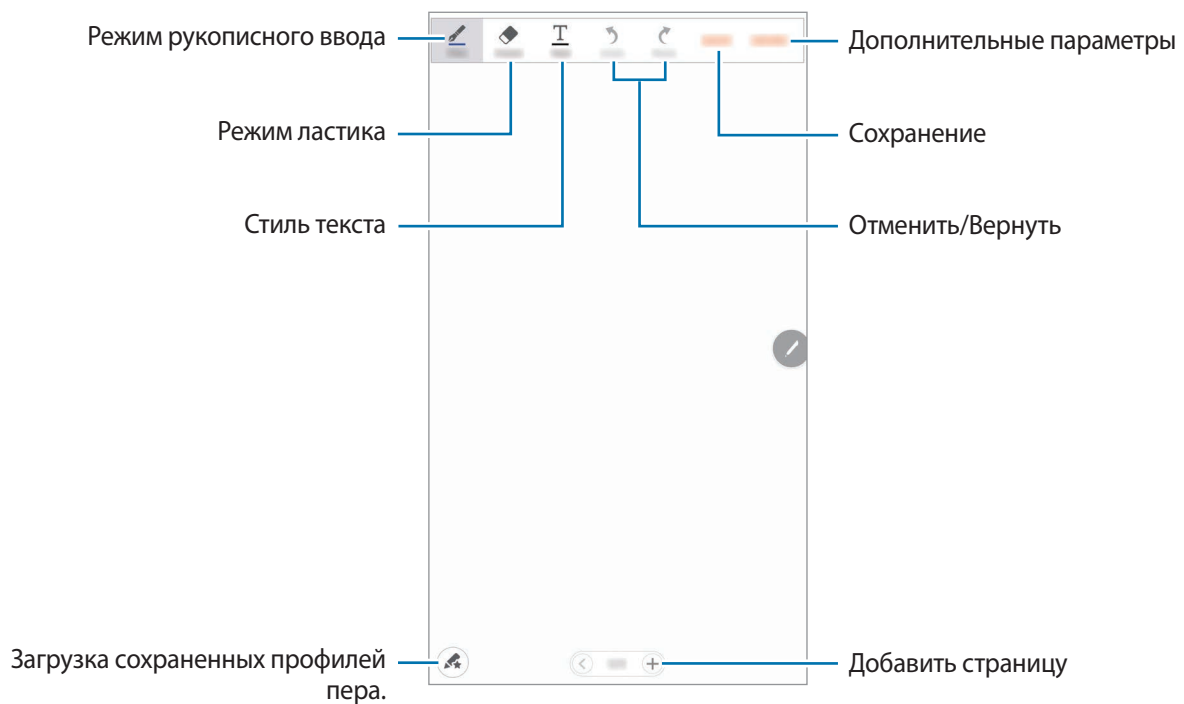 Режим рукописного ввода
Дополнительные параметры
Режим ластика
Сохранение
Стиль текста
Отменить/Вернуть
Загрузка сохраненных профилей
пера.
Добавить страницу